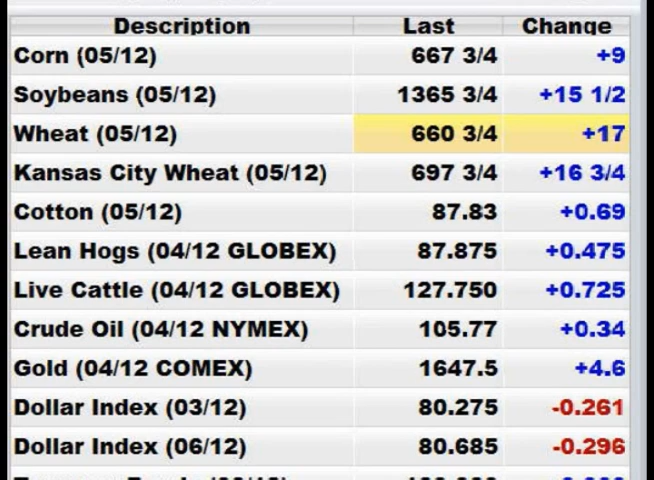 Description Last Change
Corn (05/12) 667 3/4 +9
Soybeans (05/12) 1365 3/4 +15 1/2
Wheat (05/12) 660 3/4 +17
Kansas City Wheat (05/12) 697 3/4 +16 3/4
Cotton (05/12) 87.83 +0.69
Lean Hogs (04/12 GLOBEX) 87.875 +0.475
Live Cattle (04/12 GLOBEX) 127.750 +0.725
Crude Oil (04/12 NYMEX) 105.77 +0.34
Gold (04/12 COMEX) 1647.5 +4.6
Dollar Index (03/12) 80.275 -0.261
Dollar Index (06/12) 80.685 -0.296